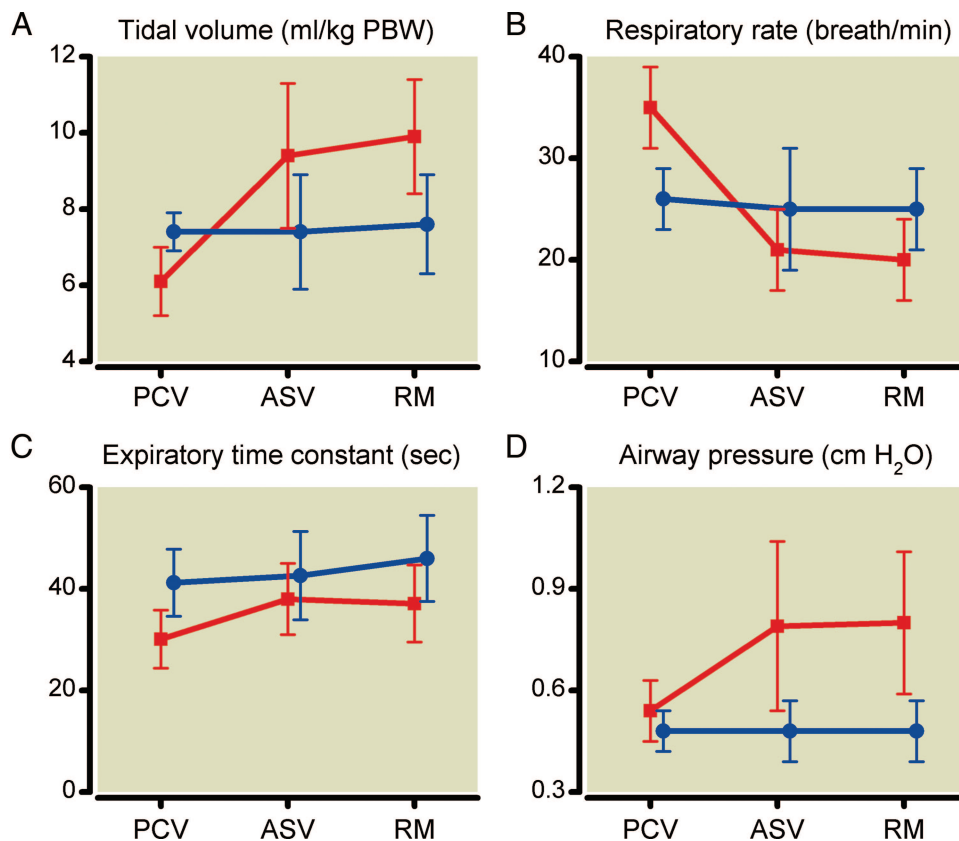 A Tidal volume (ml/kg PBW)
12
10
8
6
4
PCV ASV RM
B Respiratory rate (breath/min)
40
30
20
10
PCV ASV RM
C Expiratory time constant (sec)
60
40
20
0
PCV ASV RM
D Airway pressure (cm H₂O)
1.2
0.9
0.6
0.3
PCV ASV RM